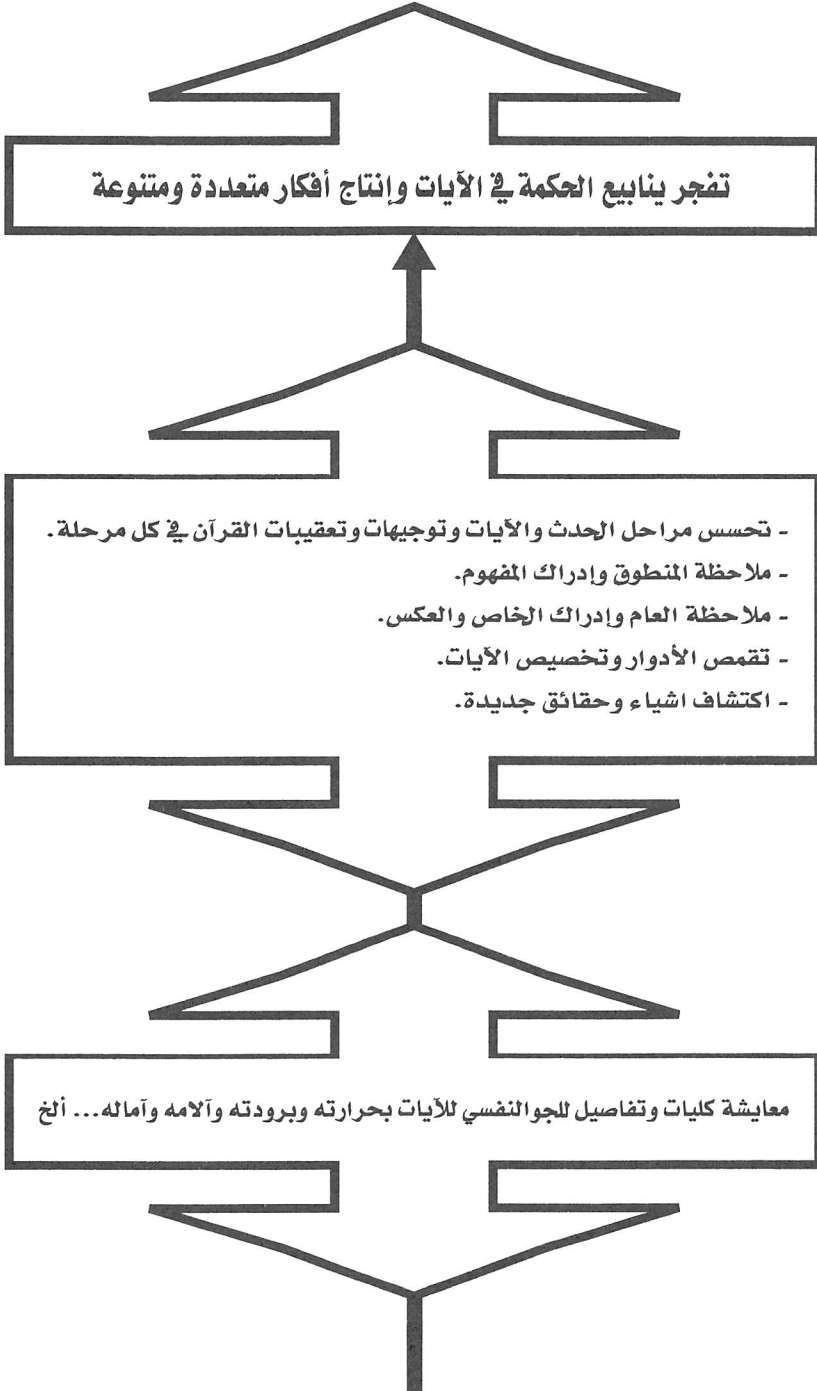 تفجر ينابيع الحكمة في الآيات وإنتاج أفكار متعددة ومتنوعة
- تحسس مراحل الحدث والآيات وتوجيهات وتعقيبات القرآن في كل مرحلة.
- ملاحظة المنطوق وإدراك المفهوم.
- ملاحظة العام وإدراك الخاص والعكس.
- تقمص الأدوار وتخصيص الآيات.
- اكتشاف اشياء وحقائق جديدة.
معايشة كليات وتفاصيل للجو النفسي للآيات بحرارته وبرودته وآلامه وآماله... ألخ